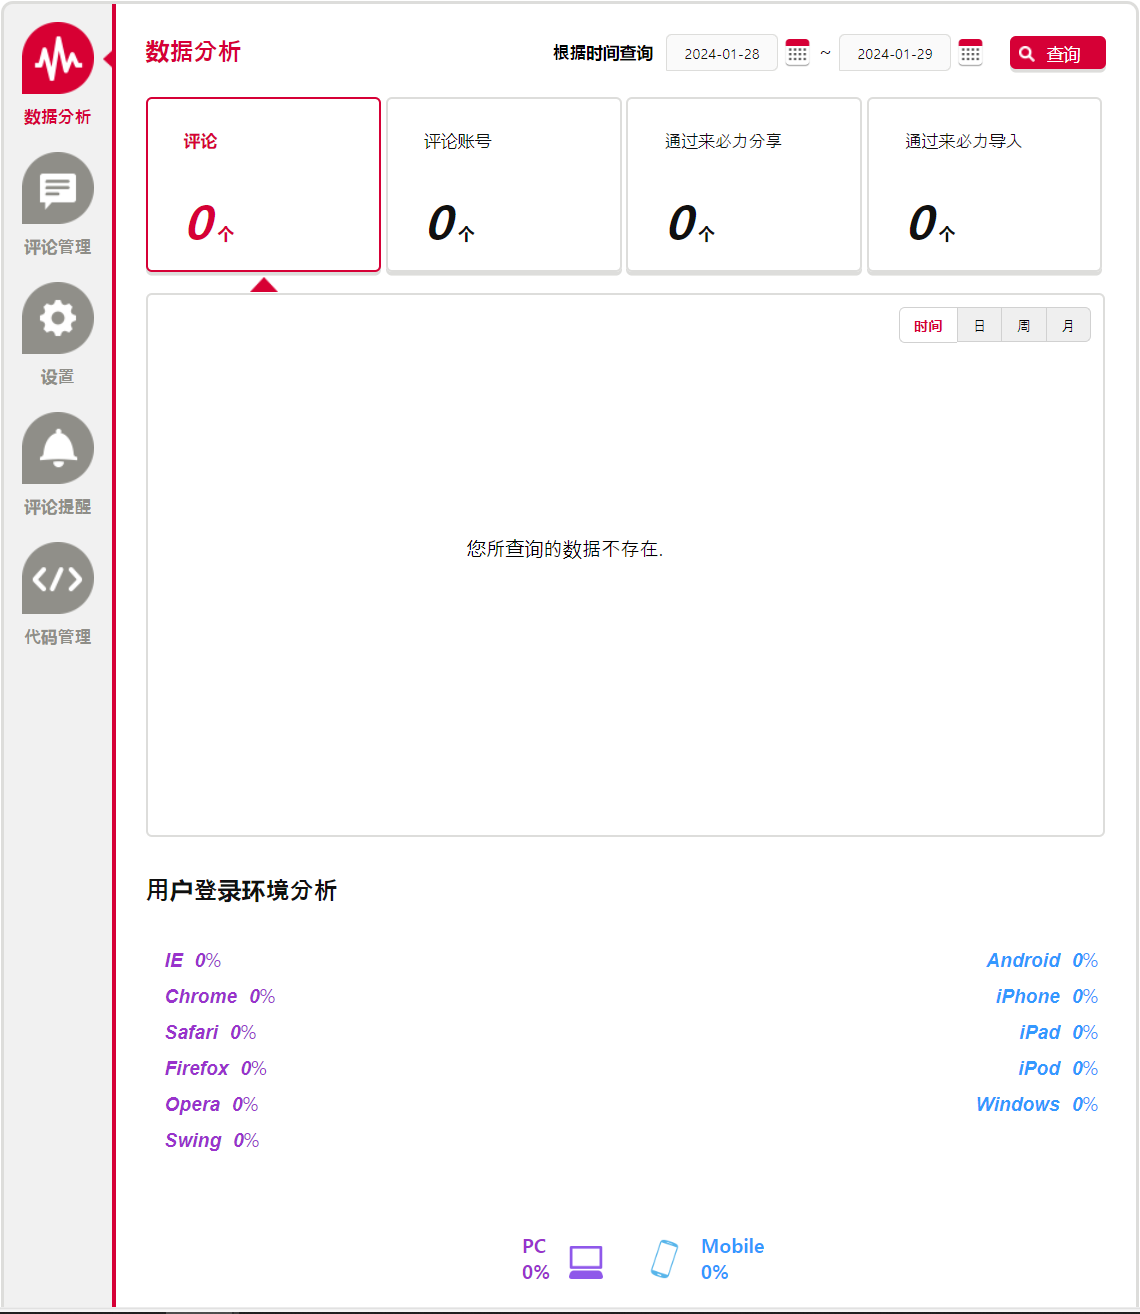 数据分析
评论管理
设置
评论提醒
代码管理
数据分析
根据时间查询 2024-01-28 ~ 2024-01-29 查询
评论 评论账号 通过来必力分享 通过来必力导入
0个 0个 0个 0个
时间 日 周 月
您所查询的数据不存在.
用户登录环境分析
IE 0% Android 0%
Chrome 0% iPhone 0%
Safari 0% iPad 0%
Firefox 0% iPod 0%
Opera 0% Windows 0%
Swing 0%
PC Mobile
0% 0%